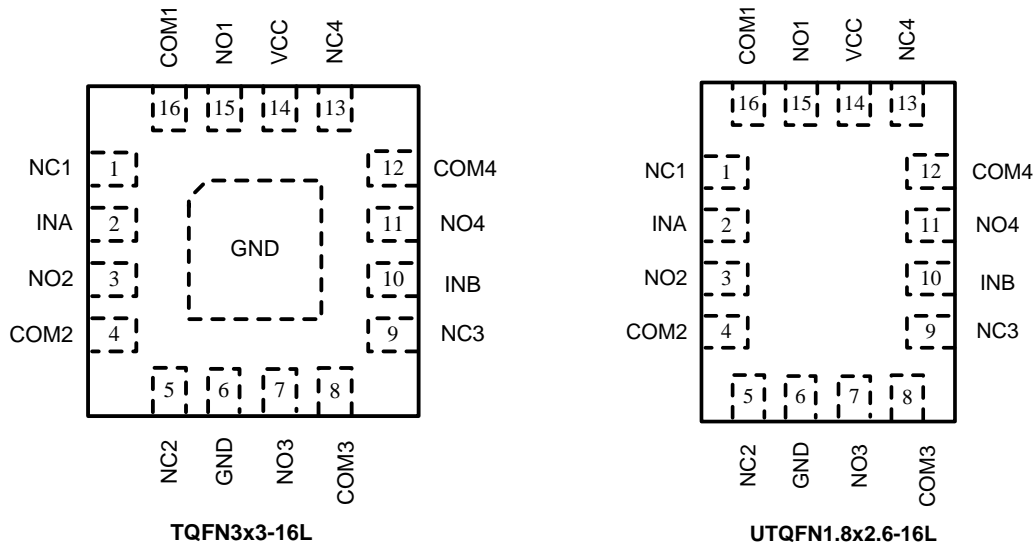 COM1
NO1
VCC
NC4
16
15
14
13
NC1
1
12
COM4
INA
2
11
NO4
GND
NO2
3
10
INB
COM2
4
9
NC3
5
6
7
8
NC2
GND
NO3
COM3
TQFN3x3-16L
COM1
NO1
VCC
NC4
16
15
14
13
NC1
1
12
COM4
INA
2
11
NO4
NO2
3
10
INB
COM2
4
9
NC3
5
6
7
8
NC2
GND
NO3
COM3
UTQFN1.8x2.6-16L